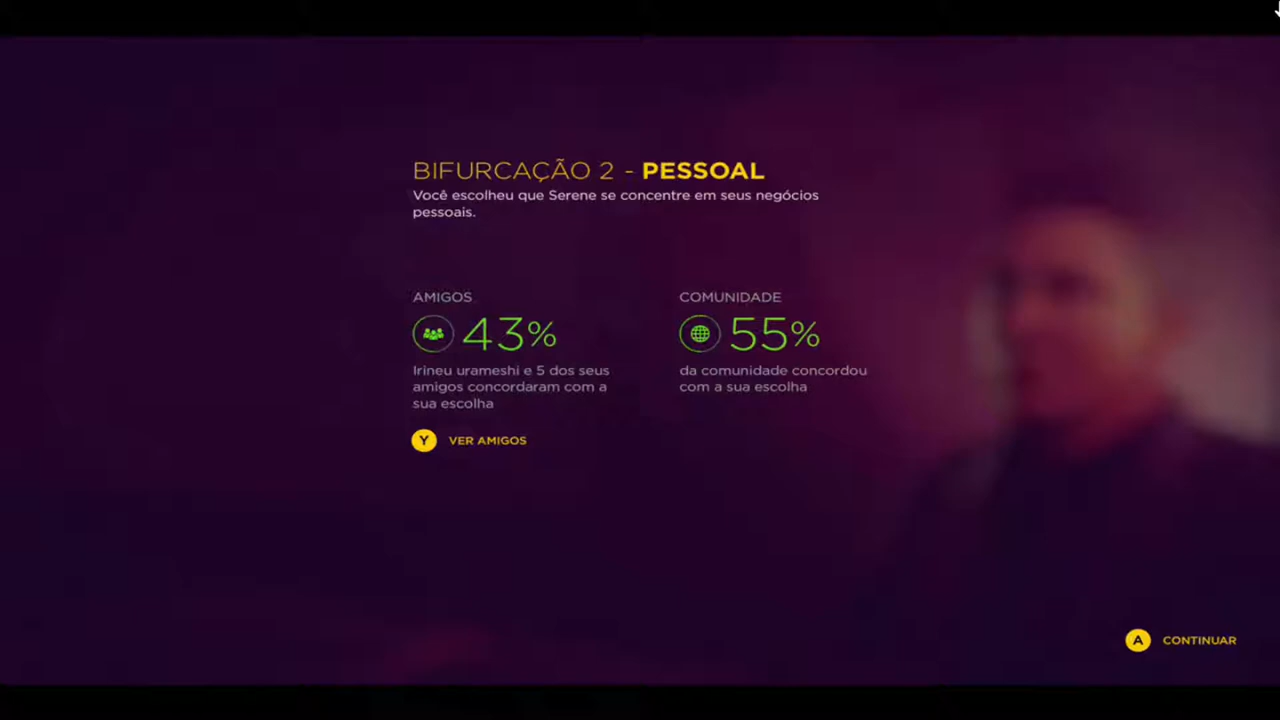 BIFURCAÇÃO 2 - PESSOAL
Você escolheu que Serene se concentre em seus negócios
pessoais.
AMIGOS
43%
Irineu urameshi e 5 dos seus
amigos concordaram com a
sua escolha
Y VER AMIGOS
COMUNIDADE
55%
da comunidade concordou
com a sua escolha
A CONTINUAR